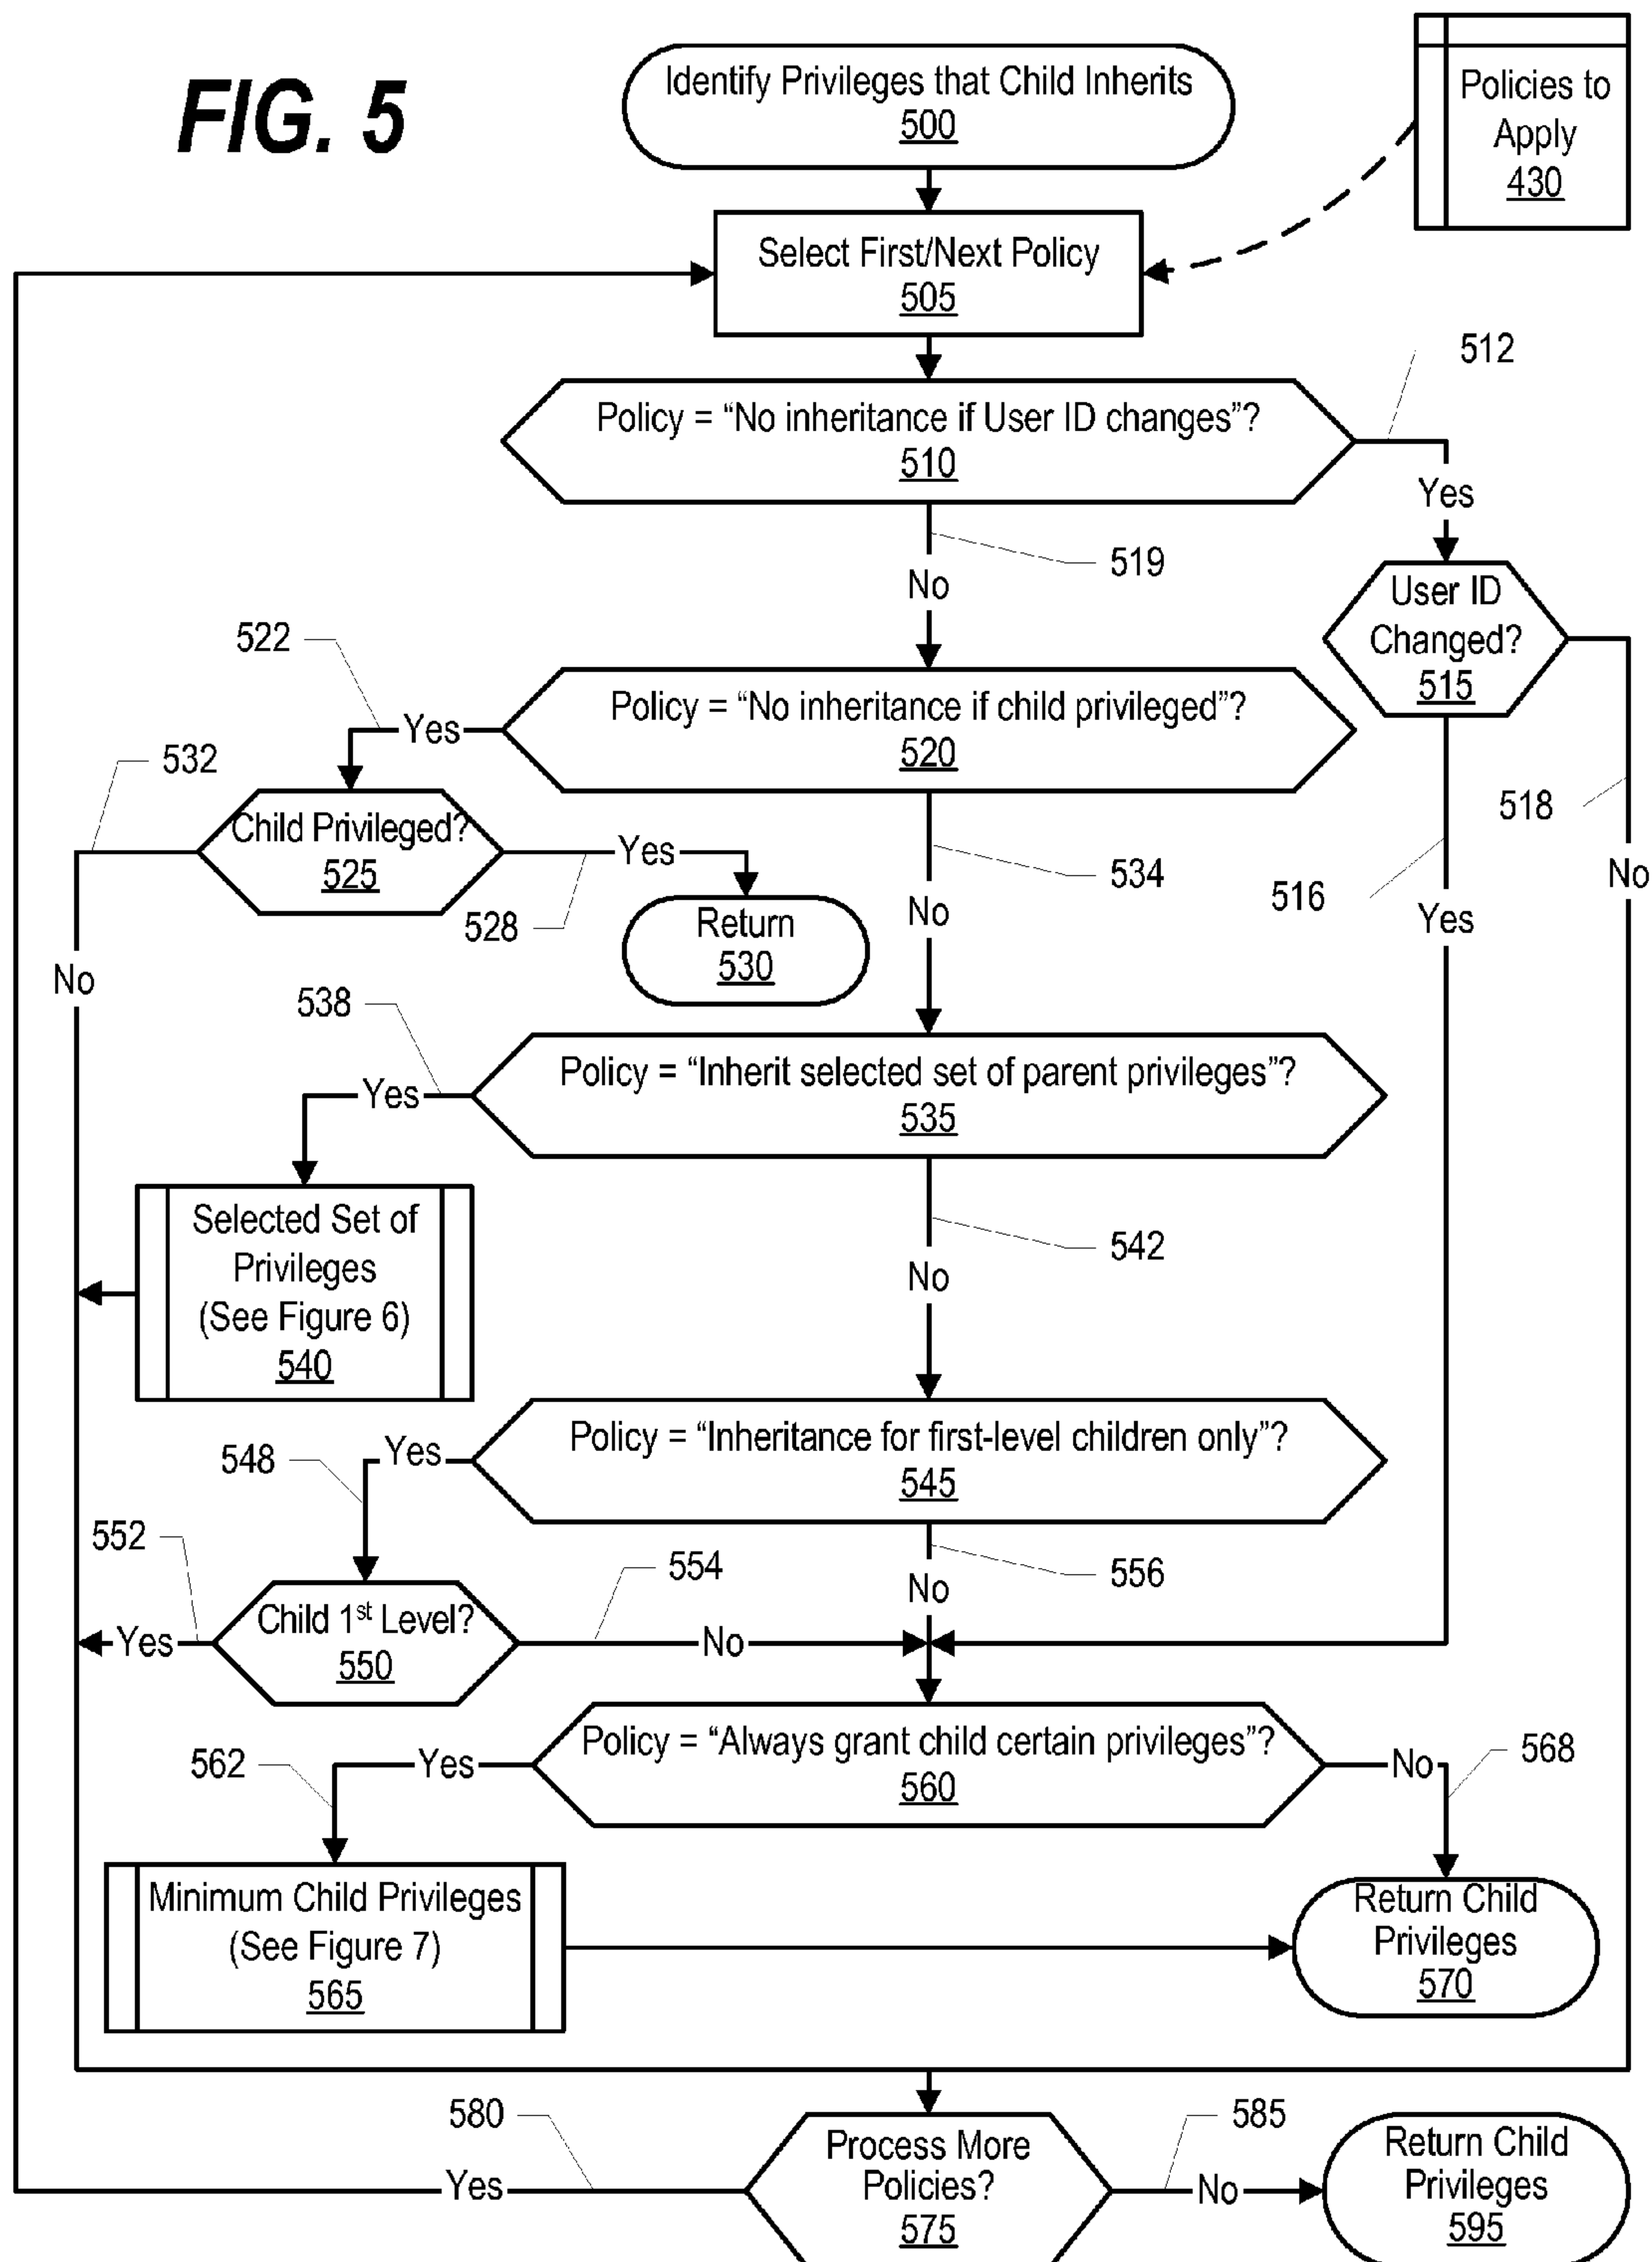 FIG. 5
Identify Privileges that Child Inherits
500
Policies to
Apply
430
Select First/Next Policy
505
512
Policy = “No inheritance if User ID changes”?
510
Yes
519
No
User ID
Changed?
515
522
Yes
Policy = “No inheritance if child privileged”?
520
532
518
Child Privileged?
525
Yes
534
No
516
528
Return
530
No
Yes
No
538
Policy = “Inherit selected set of parent privileges”?
535
Yes
Selected Set of
Privileges
(See Figure 6)
540
542
No
Policy = “Inheritance for first-level children only”?
545
Yes
548
552
554
556
No
Child 1st Level?
550
Yes
No
Policy = “Always grant child certain privileges”?
560
562
Yes
No
568
Minimum Child Privileges
(See Figure 7)
565
Return Child
Privileges
570
580
585
Process More
Policies?
575
Yes
No
Return Child
Privileges
595